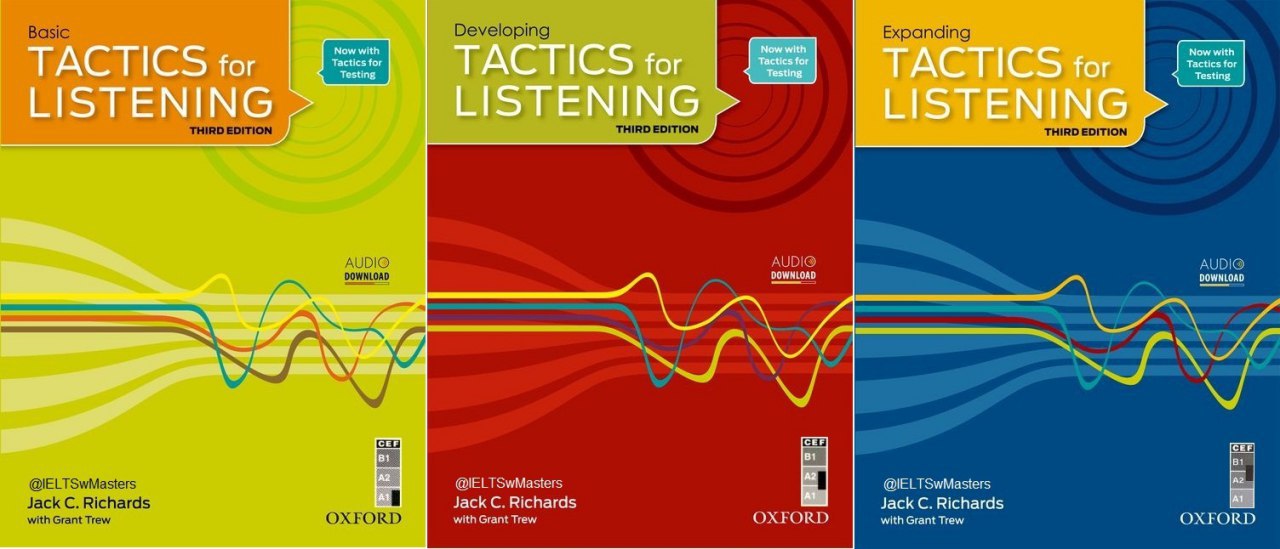 Basic
TACTICS for
LISTENING
THIRD EDITION
Now with
Tactics for
Testing
AUDIO
DOWNLOAD
CEF
B1
A2
A1
@IELTSwMasters
Jack C. Richards
with Grant Trew
OXFORD
Developing
TACTICS for
LISTENING
THIRD EDITION
Now with
Tactics for
Testing
AUDIO
DOWNLOAD
CEF
B1
A2
A1
@IELTSwMasters
Jack C. Richards
with Grant Trew
OXFORD
Expanding
TACTICS for
LISTENING
THIRD EDITION
Now with
Tactics for
Testing
AUDIO
DOWNLOAD
CEF
B1
A2
A1
@IELTSwMasters
Jack C. Richards
with Grant Trew
OXFORD